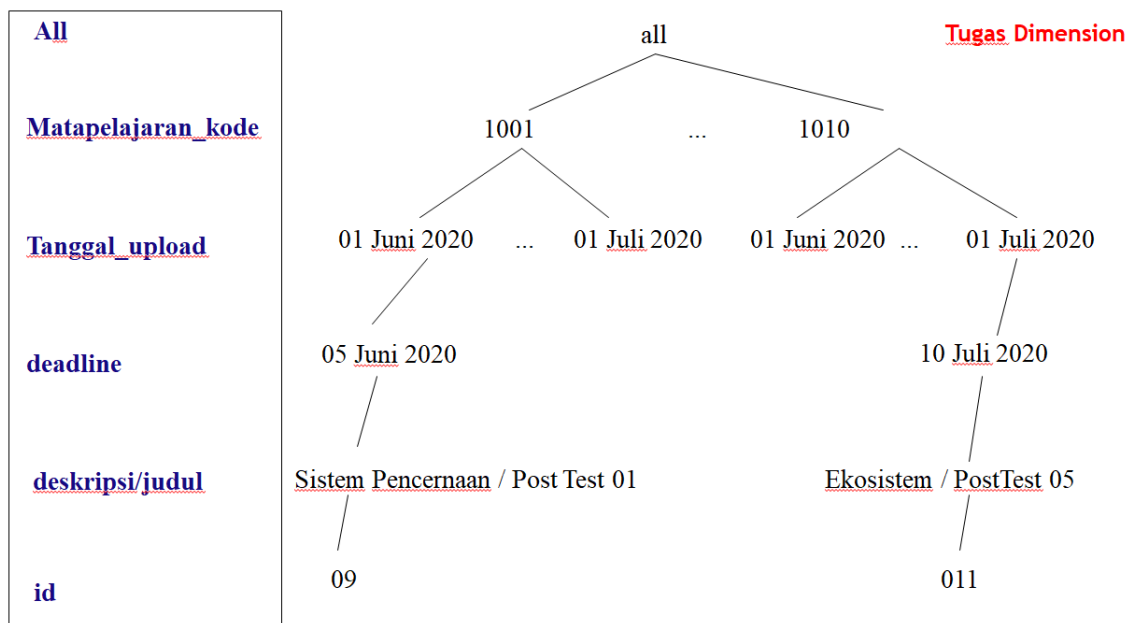 All
all
Tugas Dimension
Matapelajaran_kode
1001 ... 1010
Tanggal_upload
01 Juni 2020 ... 01 Juli 2020 01 Juni 2020 ... 01 Juli 2020
deadline
05 Juni 2020
10 Juli 2020
deskripsi/judul
Sistem Pencernaan / Post Test 01
Ekosistem / PostTest 05
id
09
011